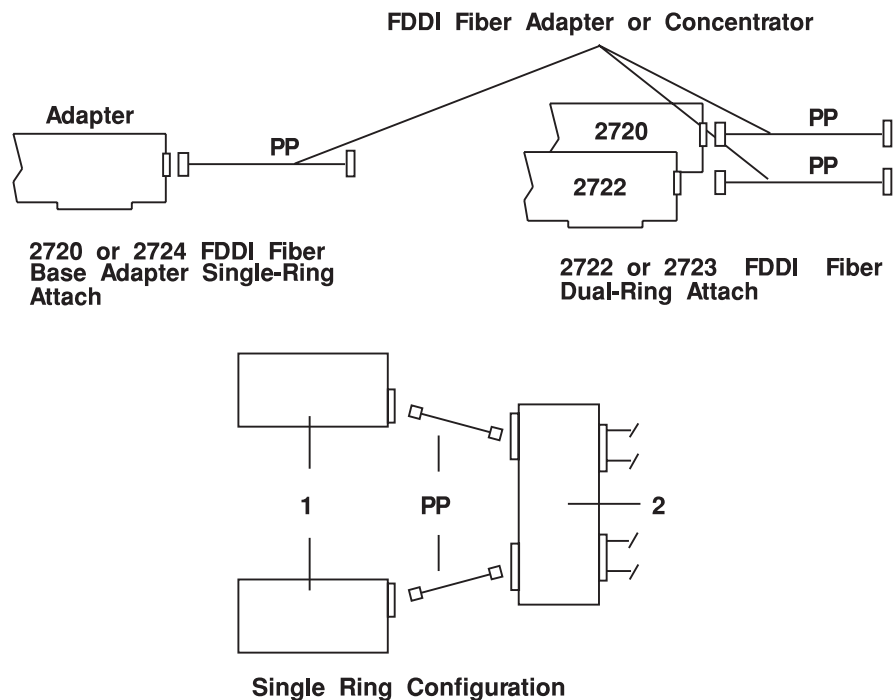 FDDI Fiber Adapter or Concentrator
Adapter
PP
2720
PP
2722
PP
2720 or 2724 FDDI Fiber
Base Adapter Single-Ring
Attach
2722 or 2723 FDDI Fiber
Dual-Ring Attach
1
PP
2
Single Ring Configuration